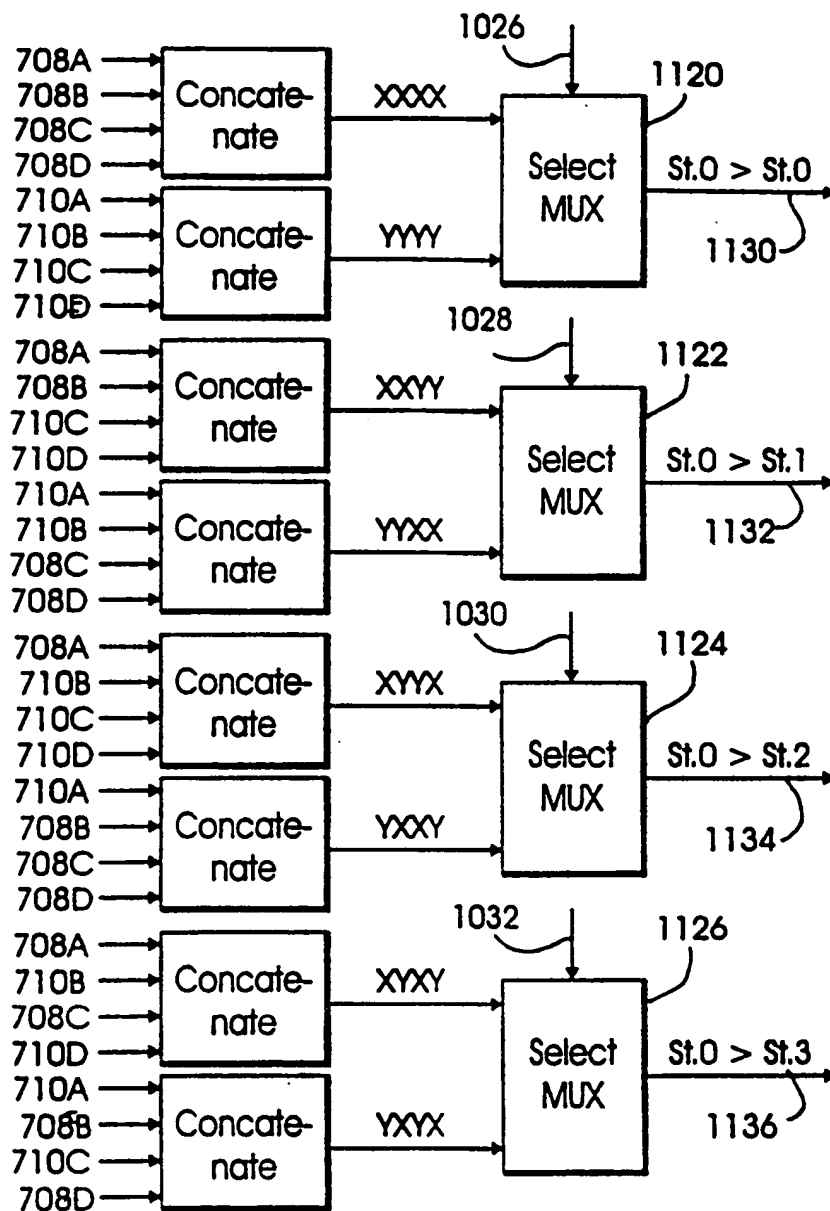 1026
708A
708B
708C
708D
Concate-
nate
XXXX
1120
Select
MUX
St.0 > St.0
1130
710A
710B
710C
710D
Concate-
nate
YYYY
1028
708A
708B
710C
710D
Concate-
nate
XXYY
1122
Select
MUX
St.0 > St.1
1132
710A
710B
708C
708D
Concate-
nate
YYXX
1030
708A
710B
710C
710D
Concate-
nate
XYYX
1124
Select
MUX
St.0 > St.2
1134
710A
708B
708C
708D
Concate-
nate
YXXY
1032
708A
710B
708C
710D
Concate-
nate
XYXY
1126
Select
MUX
St.0 > St.3
1136
710A
708B
710C
708D
Concate-
nate
YXYX